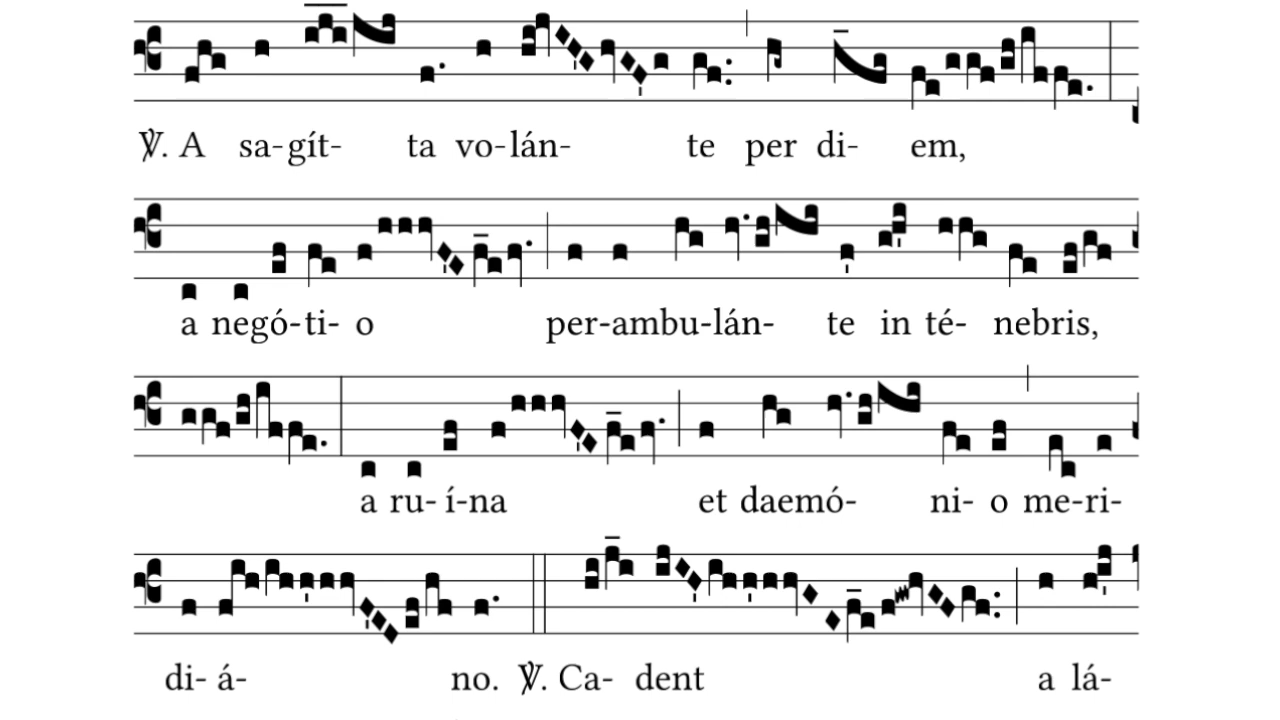 ℣. A sa-gít- ta vo-lán- te per di- em,
a negó-ti- o per-ambu-lán- te in té- nebris,
a ru-í-na et daemó- ni- o me-ri-
di- á- no. ℣. Ca- dent a lá-